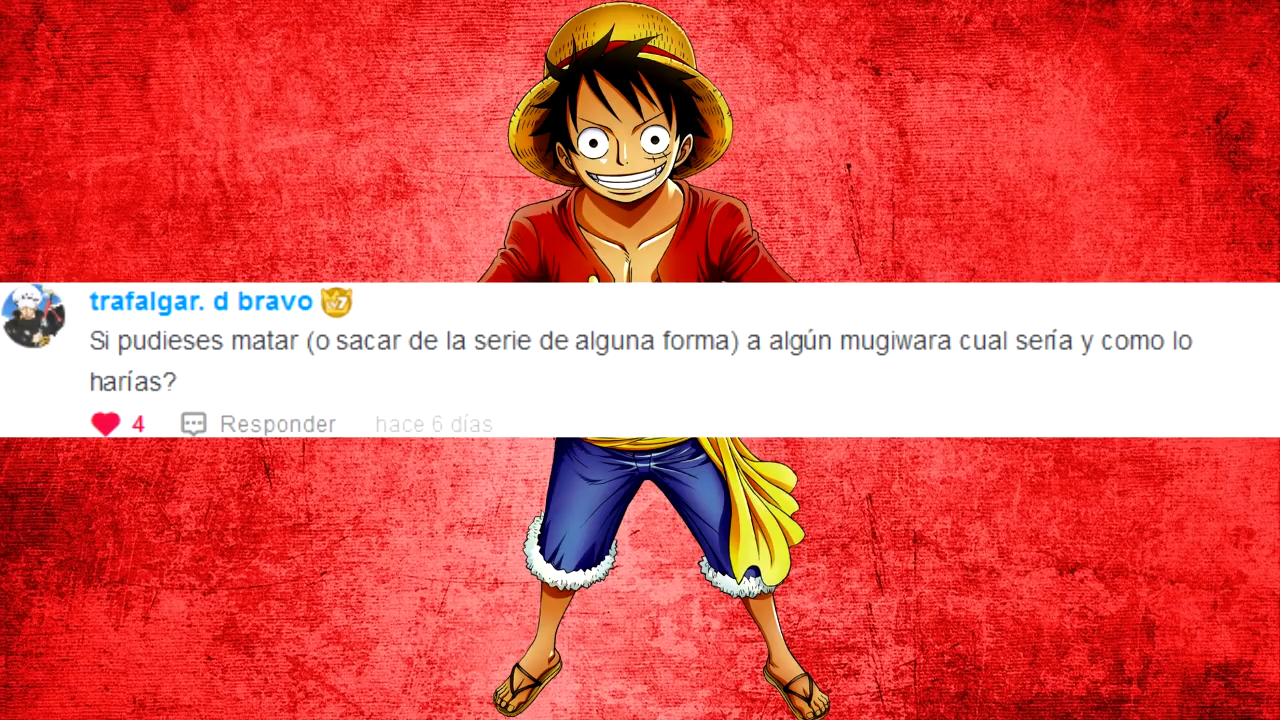 trafalgar. d bravo
Si pudieses matar (o sacar de la serie de alguna forma) a algún mugiwara cual sería y como lo
harías?
4 Responder hace 6 días